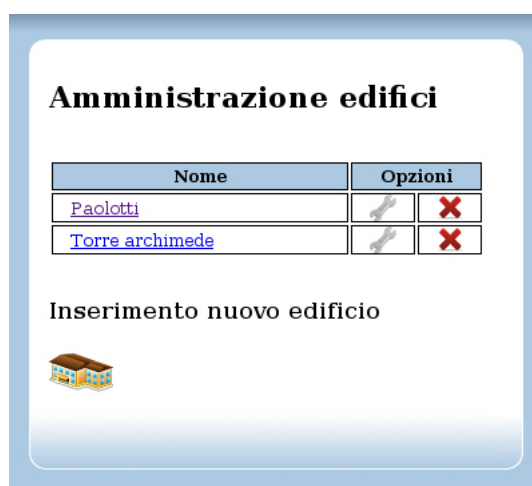 Amministrazione edifici
Nome Opzioni
Paolotti
Torre archimede
Inserimento nuovo edificio